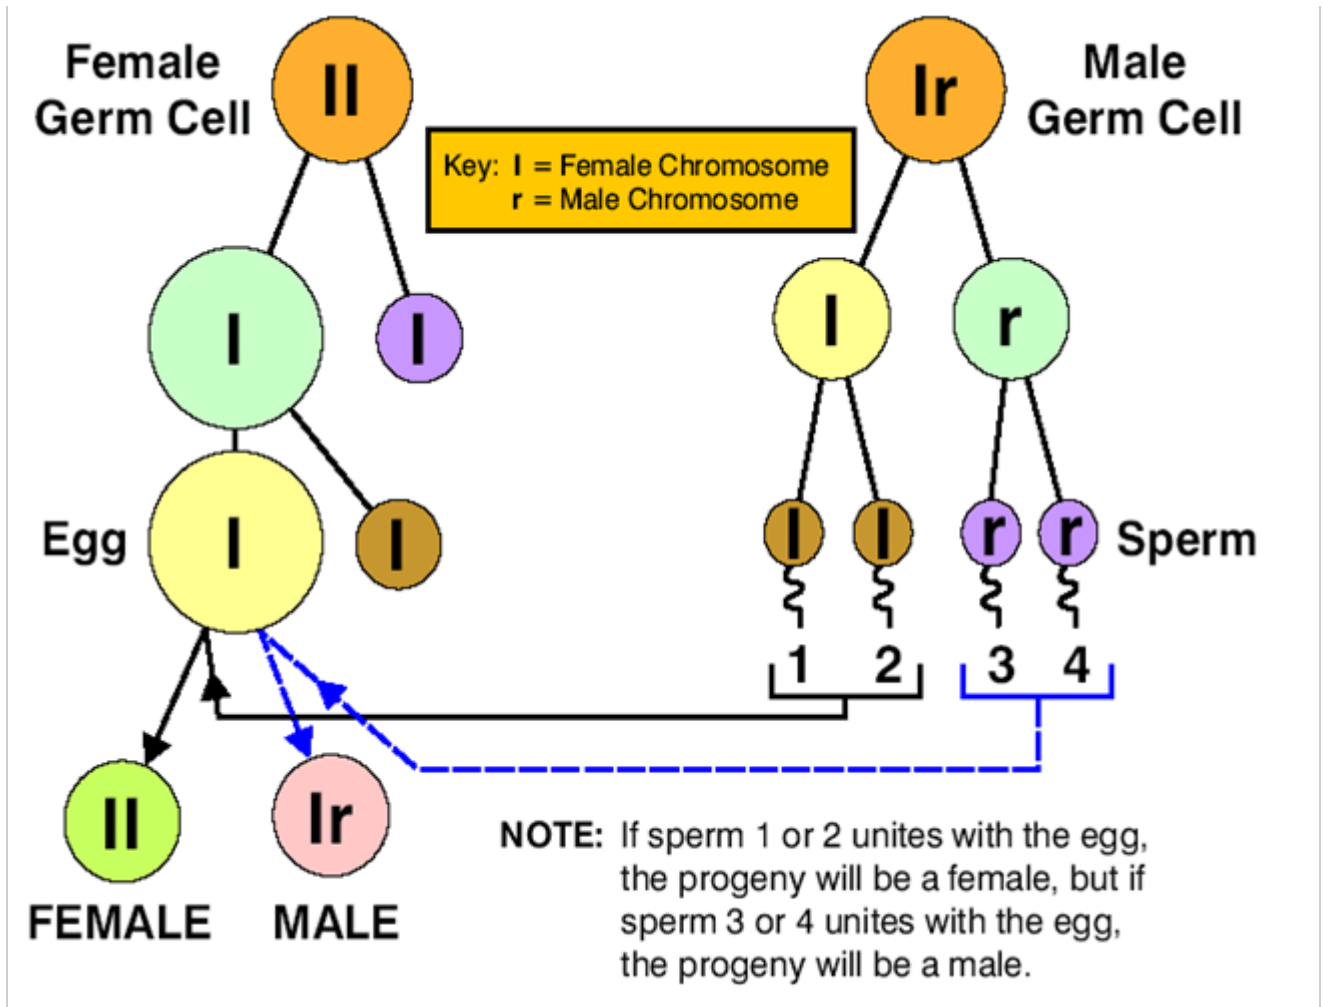 Female
Germ Cell
II
Ir
Male
Germ Cell
Key: I = Female Chromosome
r = Male Chromosome
I
I
I
r
Egg
I
I
I
I
r
r
Sperm
1
2
3
4
II
Ir
FEMALE
MALE
NOTE: If sperm 1 or 2 unites with the egg,
the progeny will be a female, but if
sperm 3 or 4 unites with the egg,
the progeny will be a male.